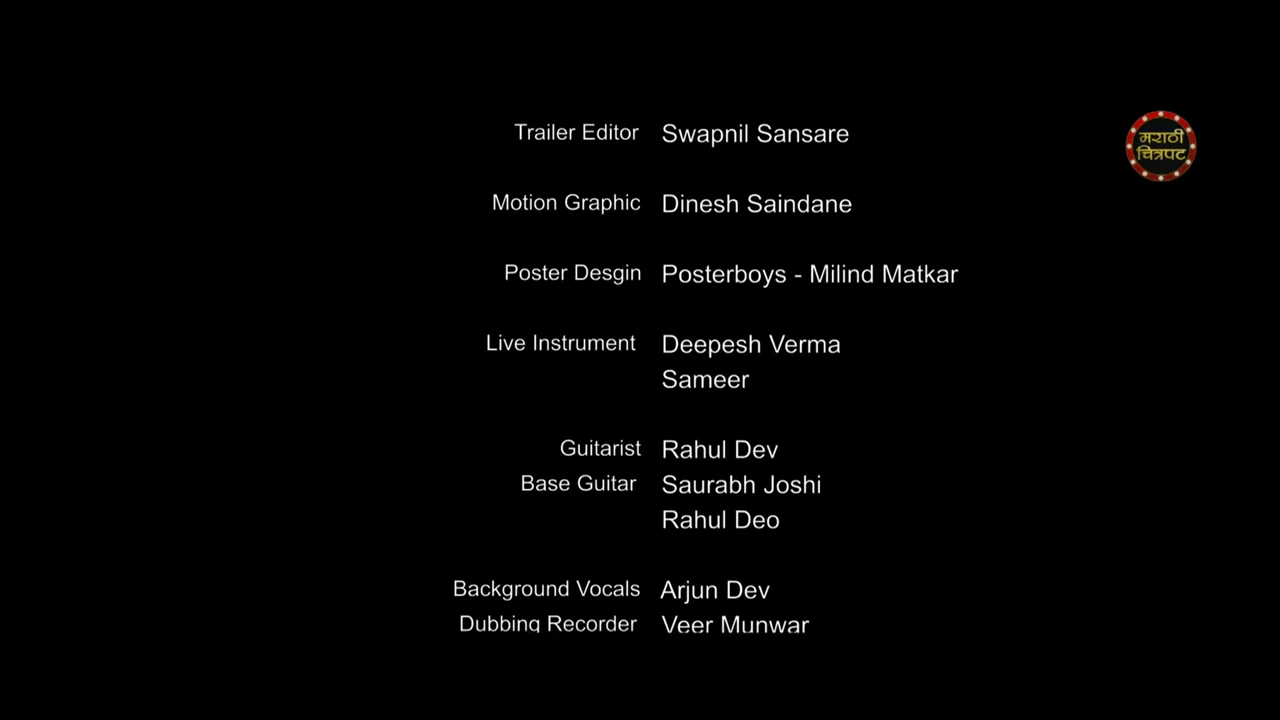 Trailer Editor Swapnil Sansare
मराठी
चित्रपट
Motion Graphic Dinesh Saindane
Poster Desgin Posterboys - Milind Matkar
Live Instrument Deepesh Verma
Sameer
Guitarist Rahul Dev
Base Guitar Saurabh Joshi
Rahul Deo
Background Vocals Arjun Dev
Dubbing Recorder Veer Munwar